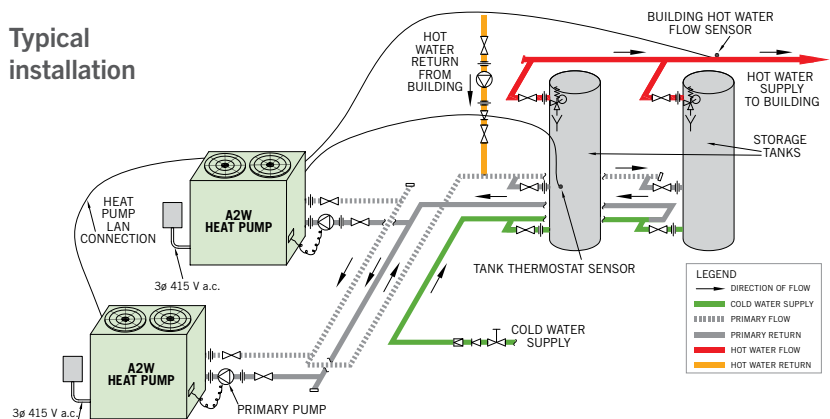 Typical
installation
HOT
WATER
RETURN
FROM
BUILDING
BUILDING HOT WATER
FLOW SENSOR
HOT WATER
SUPPLY
TO BUILDING
STORAGE
TANKS
HEAT
PUMP
LAN
CONNECTION
A2W
HEAT PUMP
3ø 415 V a.c.
TANK THERMOSTAT SENSOR
COLD WATER
SUPPLY
A2W
HEAT PUMP
PRIMARY PUMP
3ø 415 V a.c.
LEGEND
DIRECTION OF FLOW
COLD WATER SUPPLY
PRIMARY FLOW
PRIMARY RETURN
HOT WATER FLOW
HOT WATER RETURN